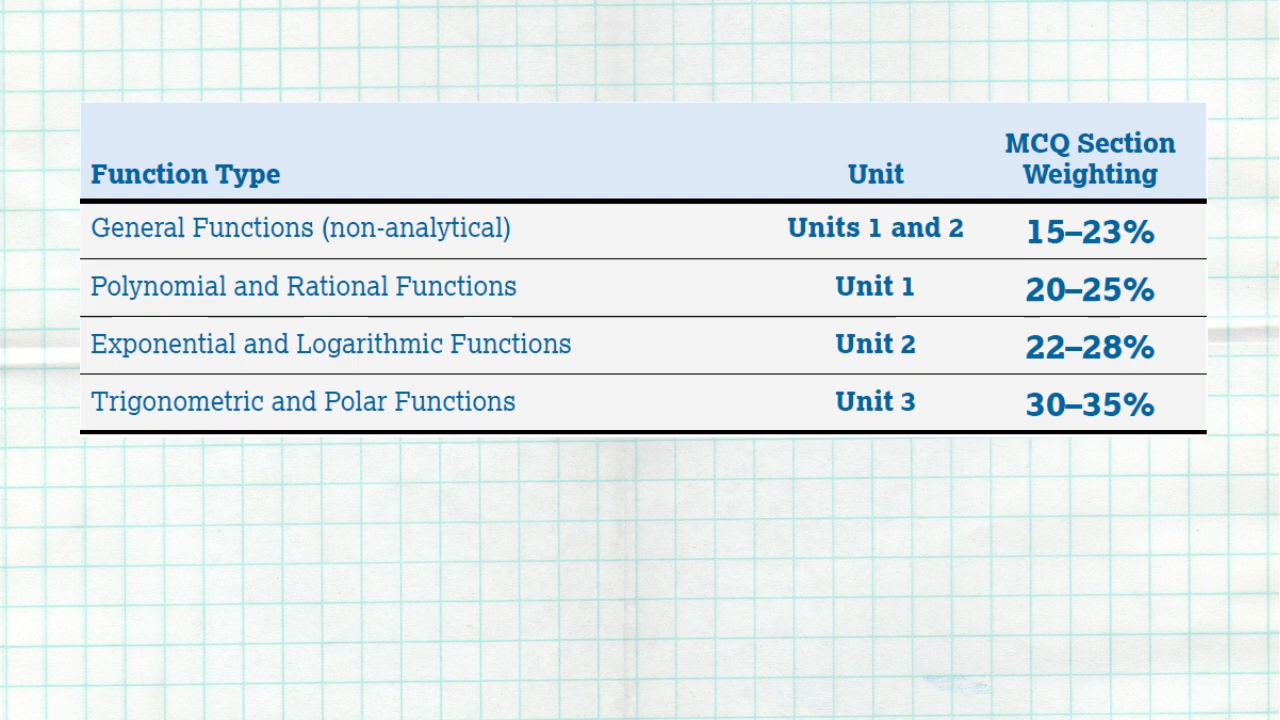 Function Type Unit MCQ Section Weighting
General Functions (non-analytical) Units 1 and 2 15–23%
Polynomial and Rational Functions Unit 1 20–25%
Exponential and Logarithmic Functions Unit 2 22–28%
Trigonometric and Polar Functions Unit 3 30–35%